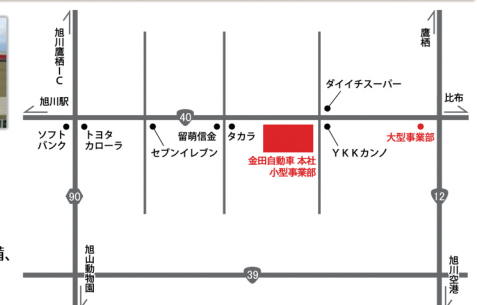 旭川鷹栖IC
鷹栖
ダイイチスーパー
旭川駅
比布
40
ソフト
バンク
トヨタ
カローラ
セブンイレブン
留萌信金
タカラ
金田自動車 本社
小型事業部
YKKカンノ
大型事業部
90
12
備、
旭山動物園
39
旭川空港